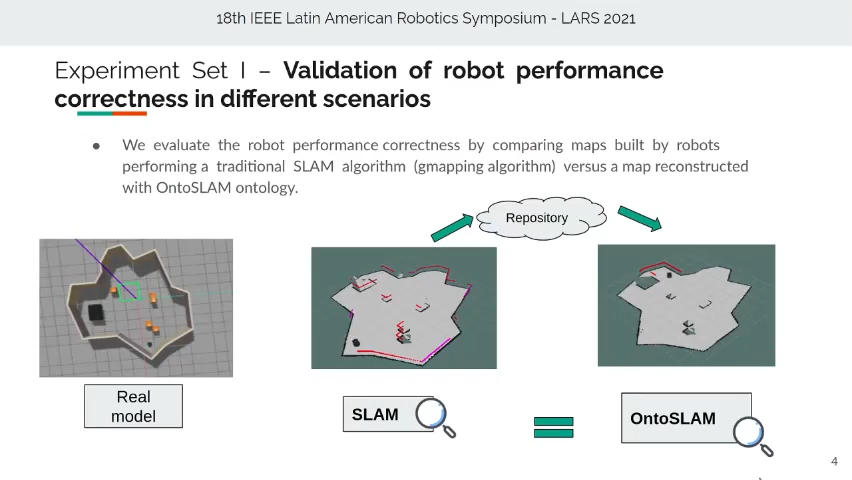 18th IEEE Latin American Robotics Symposium - LARS 2021
Experiment Set I – Validation of robot performance
correctness in different scenarios
● We evaluate the robot performance correctness by comparing maps built by robots
performing a traditional SLAM algorithm (gmapping algorithm) versus a map reconstructed
with OntoSLAM ontology.
Repository
Real
model
SLAM
OntoSLAM
4